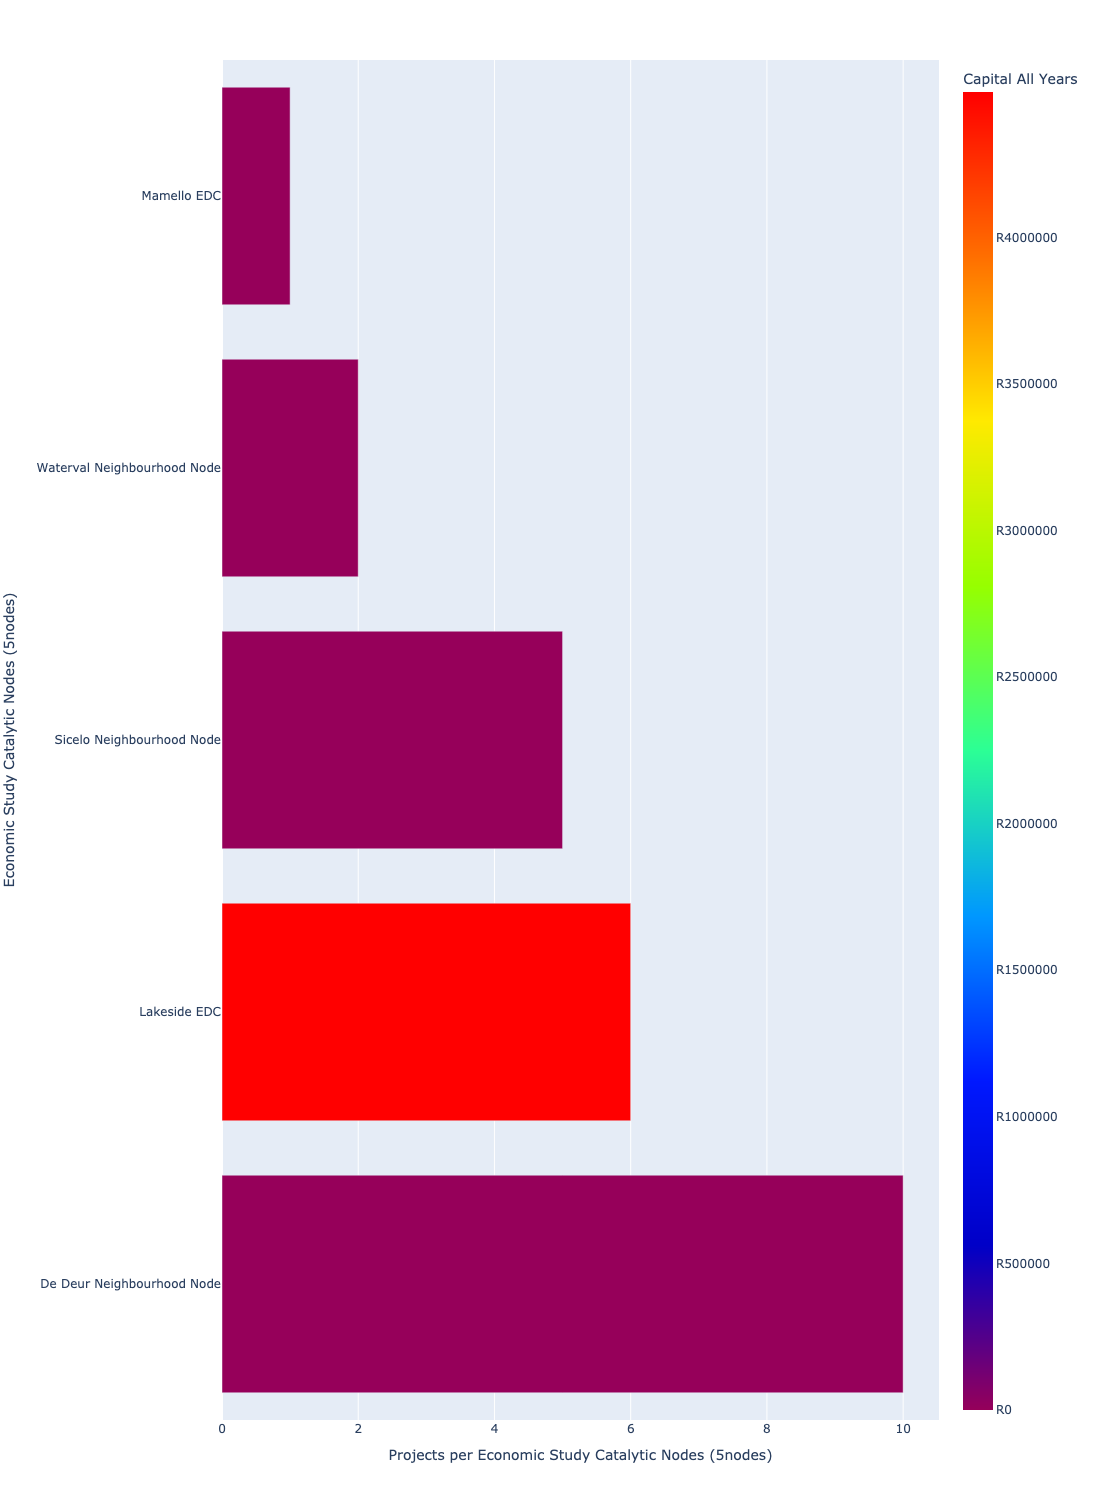 Capital All Years
Mamello EDC
Waterval Neighbourhood Node
Sicelo Neighbourhood Node
Lakeside EDC
De Deur Neighbourhood Node
Economic Study Catalytic Nodes (5nodes)
0 2 4 6 8 10
Projects per Economic Study Catalytic Nodes (5nodes)
R4000000
R3500000
R3000000
R2500000
R2000000
R1500000
R1000000
R500000
R0